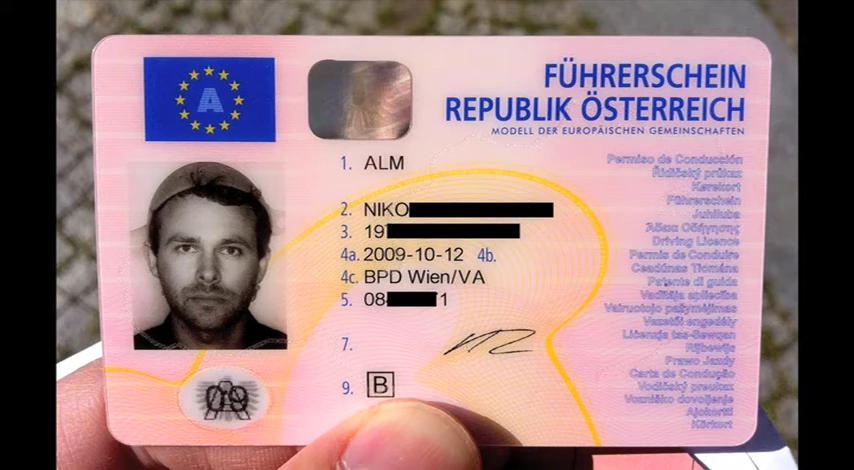 A
FÜHRERSCHEIN
REPUBLIK ÖSTERREICH
MODELL DER EUROPÄISCHEN GEMEINSCHAFTEN
1. ALM
2. NIKO
3. 19
4a. 2009-10-12 4b.
4c. BPD Wien/VA
5. 08 1
7.
9. B
Permiso de Conducción
Řidičský průkaz
Kørekort
Führerschein
Juhiluba
Άδεια Οδήγησης
Driving Licence
Permis de Conduire
Ceadúnas Tiomána
Patente di guida
Vadītāja apliecība
Vairuotojo pažymėjimas
Vezetői engedély
Liċenzja tas-Sewqan
Rijbewijs
Prawo Jazdy
Carta de Condução
Vodičský preukaz
Vozniško dovoljenje
Ajokortti
Körkort